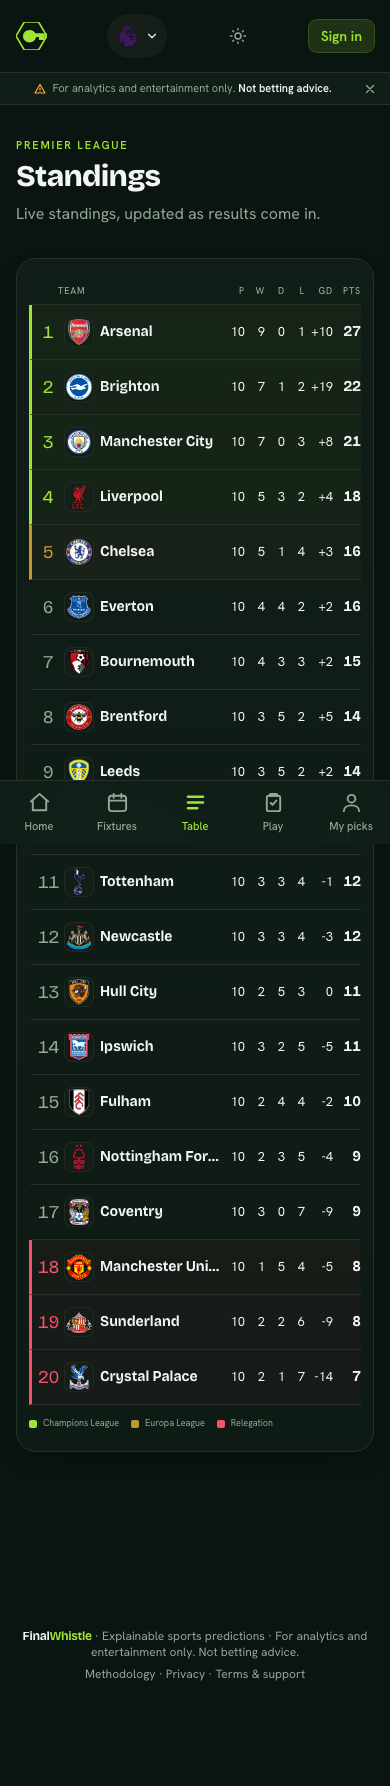 Sign in
For analytics and entertainment only. Not betting advice.
PREMIER LEAGUE
Standings
Live standings, updated as results come in.
TEAM P W D L GD PTS
1 Arsenal 10 9 0 1 +10 27
2 Brighton 10 7 1 2 +19 22
3 Manchester City 10 7 0 3 +8 21
4 Liverpool 10 5 3 2 +4 18
5 Chelsea 10 5 1 4 +3 16
6 Everton 10 4 4 2 +2 16
7 Bournemouth 10 4 3 3 +2 15
8 Brentford 10 3 5 2 +5 14
9 Leeds 10 3 5 2 +2 14
Home Fixtures Table Play My picks
11 Tottenham 10 3 3 4 -1 12
12 Newcastle 10 3 3 4 -3 12
13 Hull City 10 2 5 3 0 11
14 Ipswich 10 3 2 5 -5 11
15 Fulham 10 2 4 4 -2 10
16 Nottingham For... 10 2 3 5 -4 9
17 Coventry 10 3 0 7 -9 9
18 Manchester Uni... 10 1 5 4 -5 8
19 Sunderland 10 2 2 6 -9 8
20 Crystal Palace 10 2 1 7 -14 7
Champions League Europa League Relegation
FinalWhistle · Explainable sports predictions · For analytics and
entertainment only. Not betting advice.
Methodology · Privacy · Terms & support